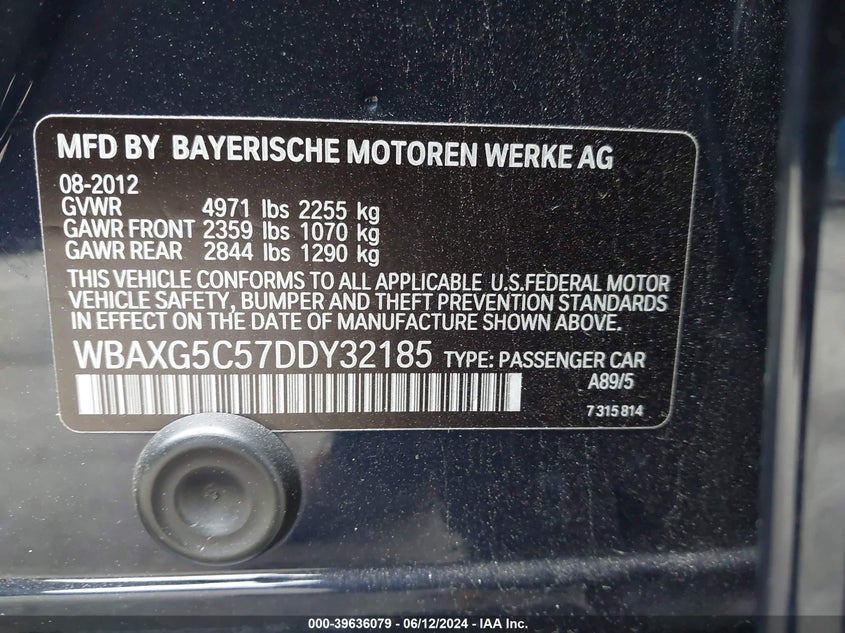 MFD BY BAYERISCHE MOTOREN WERKE AG
08-2012
GVWR 4971 lbs 2255 kg
GAWR FRONT 2359 lbs 1070 kg
GAWR REAR 2844 lbs 1290 kg
THIS VEHICLE CONFORMS TO ALL APPLICABLE U.S.FEDERAL MOTOR
VEHICLE SAFETY, BUMPER AND THEFT PREVENTION STANDARDS
IN EFFECT ON THE DATE OF MANUFACTURE SHOWN ABOVE.
WBAXG5C57DDY32185 TYPE: PASSENGER CAR
A89/5
7 315 814
000-39636079 - 06/12/2024 - IAA Inc.